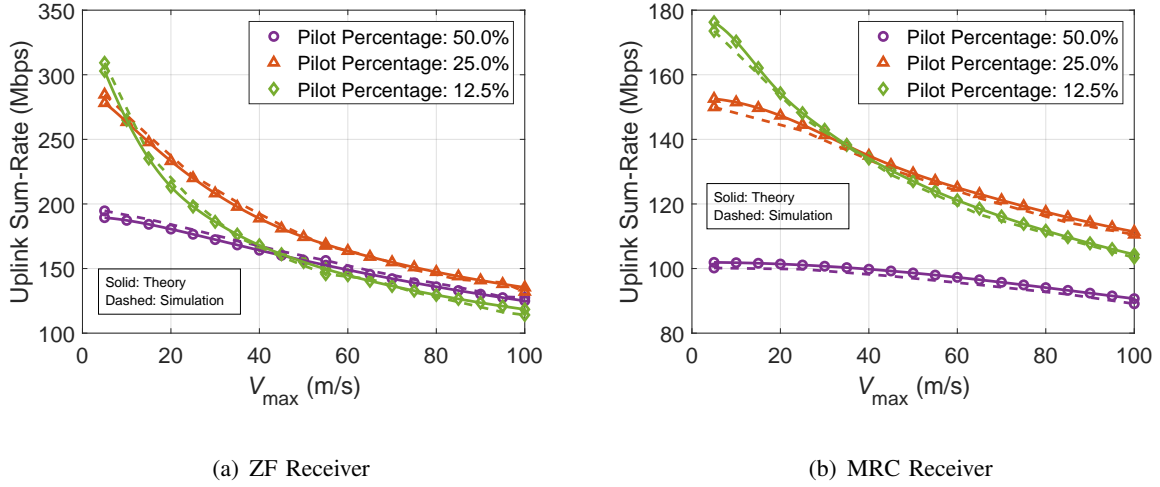 350
300
250
200
150
100
0
20
40
60
80
100
Uplink Sum-Rate (Mbps)
V_max (m/s)
Pilot Percentage: 50.0%
Pilot Percentage: 25.0%
Pilot Percentage: 12.5%
Solid: Theory
Dashed: Simulation
(a) ZF Receiver
180
160
140
120
100
80
0
20
40
60
80
100
Uplink Sum-Rate (Mbps)
V_max (m/s)
Pilot Percentage: 50.0%
Pilot Percentage: 25.0%
Pilot Percentage: 12.5%
Solid: Theory
Dashed: Simulation
(b) MRC Receiver